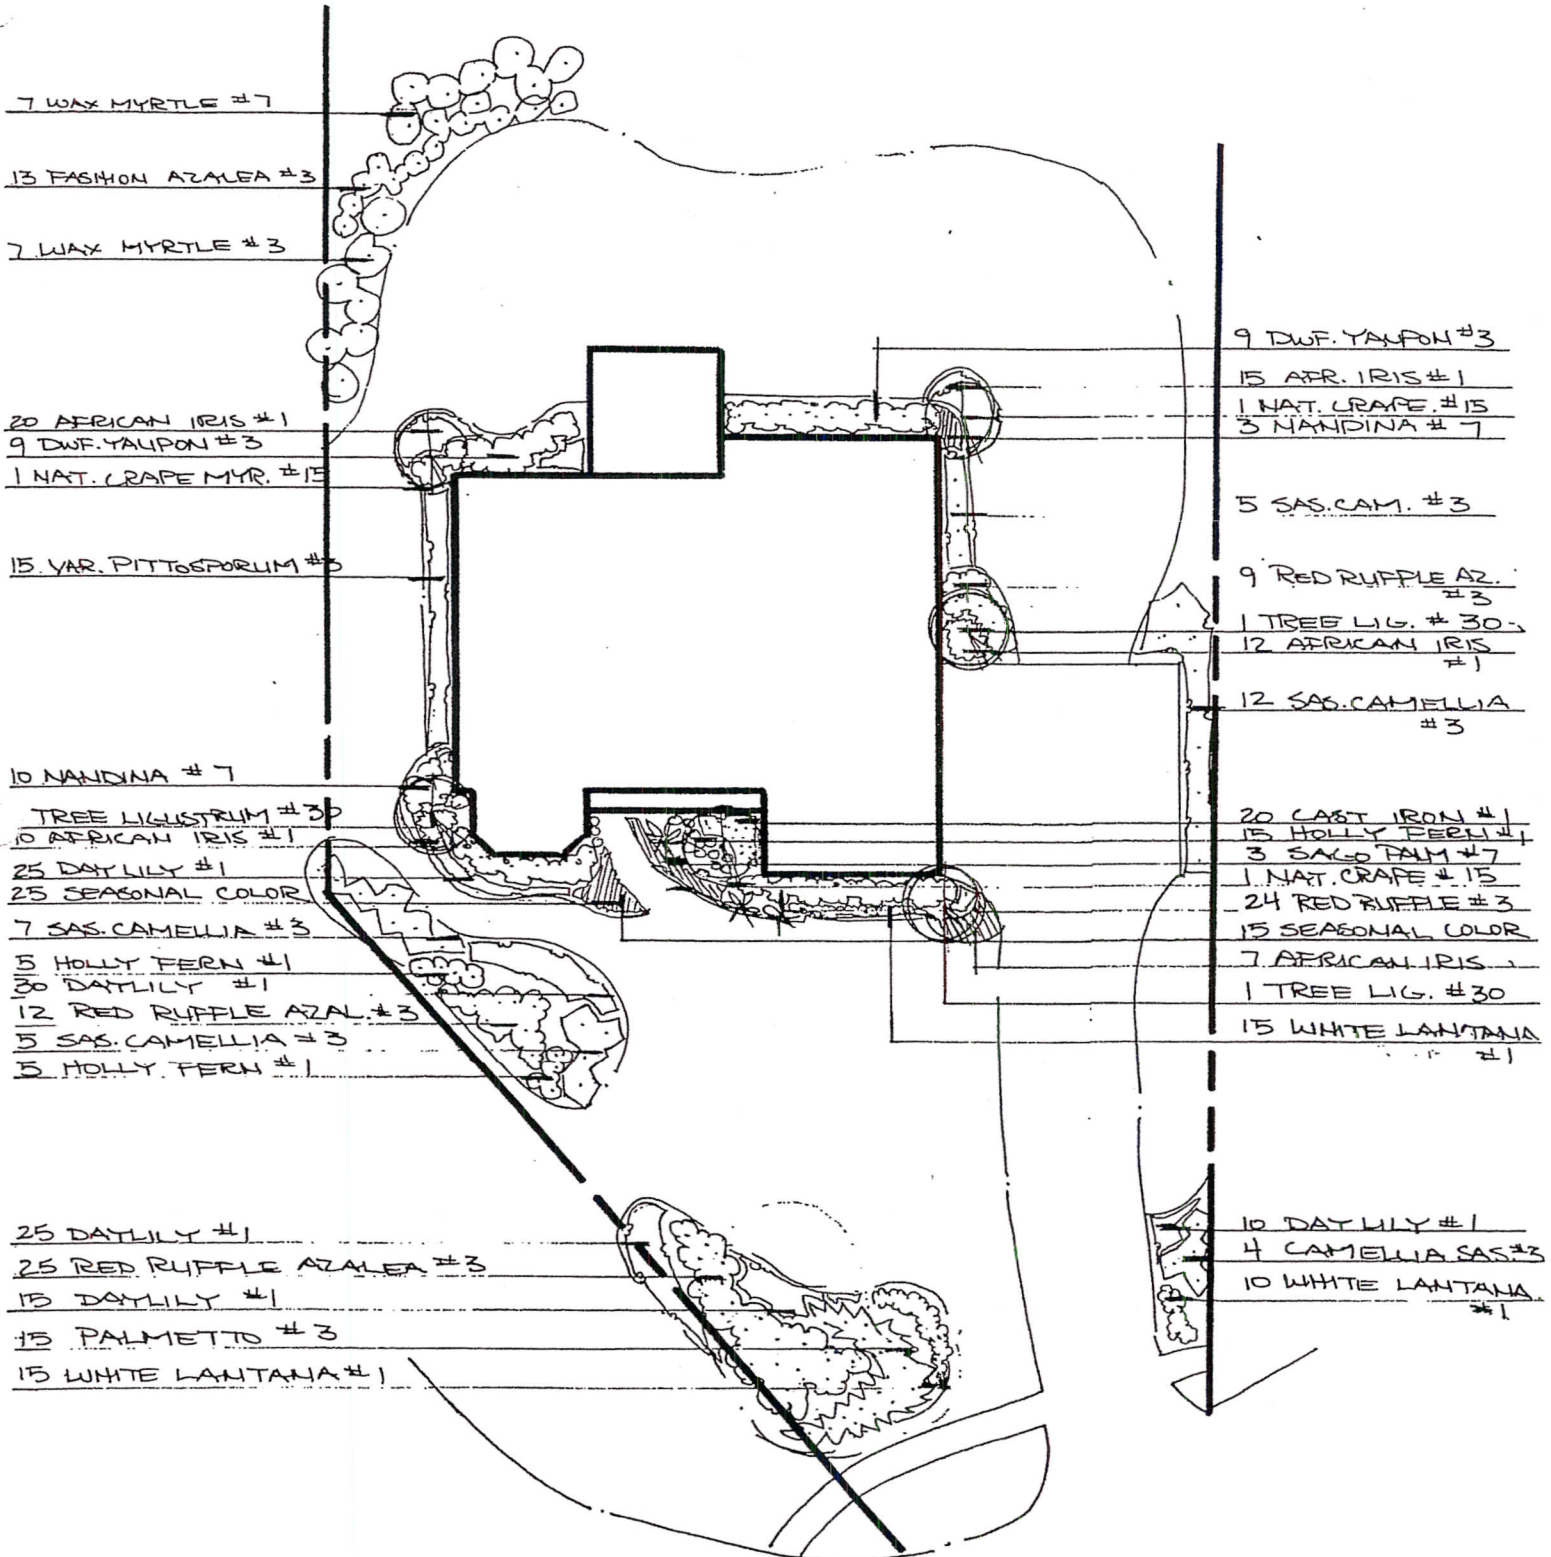 7 WAX MYRTLE #7
13 FASHION AZALEA #3
7 WAX MYRTLE #3
20 AFRICAN IRIS #1
9 DWF. YAUPON #3
1 NAT. CRAPE MYR. #15
15 VAR. PITTOSPORUM #3
10 NANDINA #7
TREE LIGUSTRUM #30
10 AFRICAN IRIS #1
25 DAYLILY #1
25 SEASONAL COLOR
7 SAS. CAMELLIA #3
5 HOLLY FERN #1
30 DAYLILY #1
12 RED RUFFLE AZAL. #3
5 SAS. CAMELLIA #3
5 HOLLY FERN #1
25 DAYLILY #1
25 RED RUFFLE AZALEA #3
15 DAYLILY #1
15 PALMETTO #3
15 WHITE LANTANA #1
9 DWF. YAUPON #3
15 AFR. IRIS #1
1 NAT. CRAPE. #15
3 NANDINA #7
5 SAS. CAM. #3
9 RED RUFFLE AZ.
#3
1 TREE LIG. #30
12 AFRICAN IRIS
#1
12 SAS. CAMELLIA
#3
20 CAST IRON #1
15 HOLLY FERN #1
3 SAGO PALM #7
1 NAT. CRAPE #15
24 RED RUFFLE #3
15 SEASONAL COLOR
7 AFRICAN IRIS
1 TREE LIG. #30
15 WHITE LANTANA
#1
10 DAYLILY #1
4 CAMELLIA SAS. #3
10 WHITE LANTANA
#1